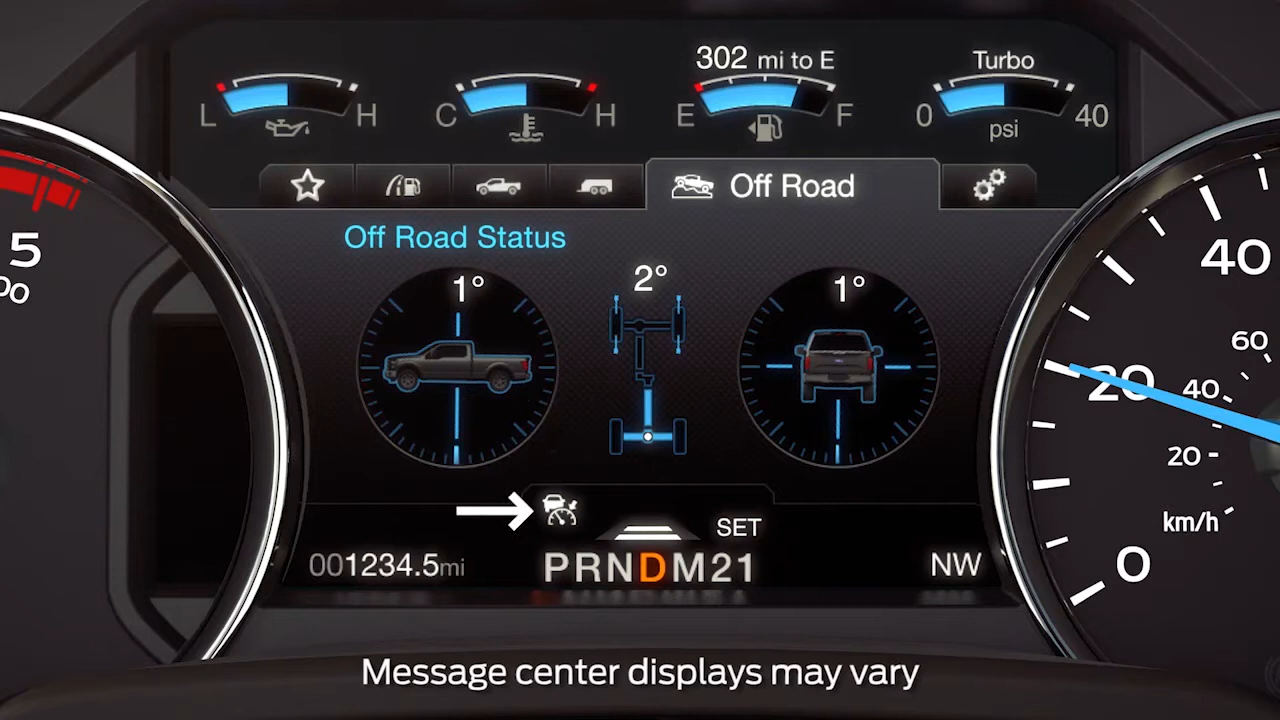 302 mi to E
Turbo
L H
C H
E F
0 40
psi
Off Road
Off Road Status
1° 2° 1°
5
40
60
20
40
20
km/h
0
SET
001234.5mi
PRNDM21
NW
Message center displays may vary